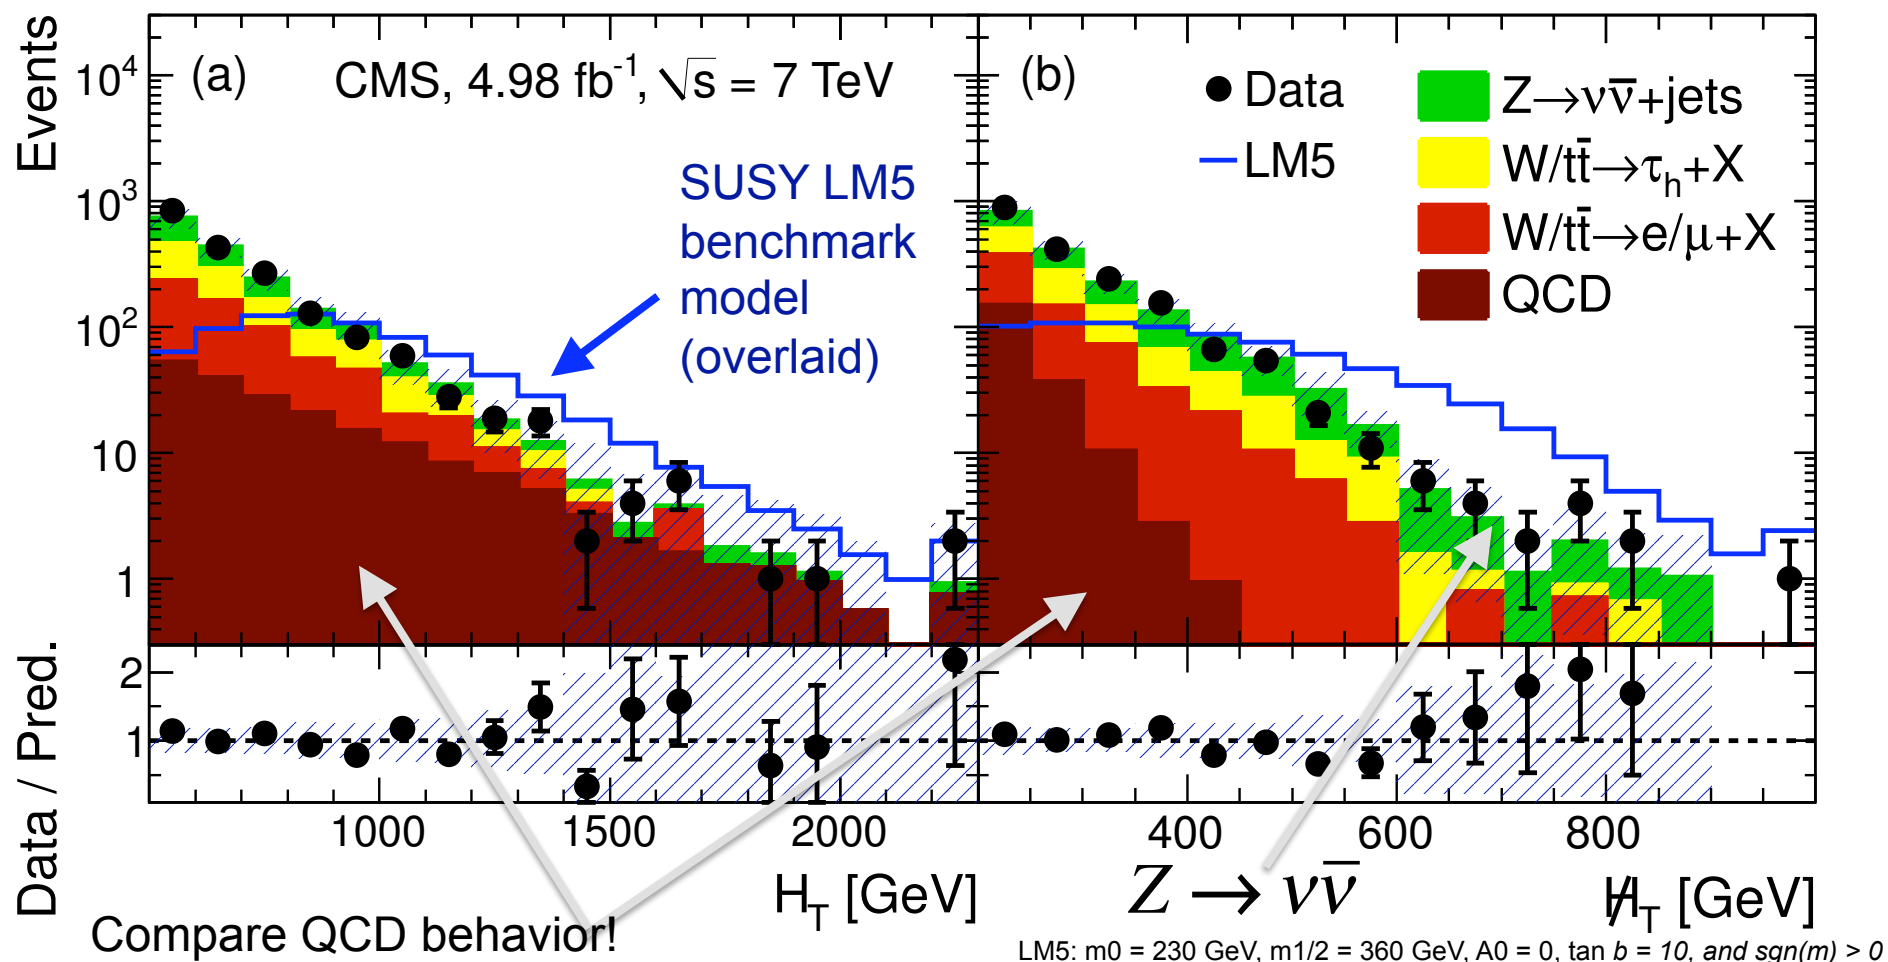 Events
10⁴
10³
10²
10
1
(a)
CMS, 4.98 fb⁻¹, √s = 7 TeV
SUSY LM5
benchmark
model
(overlaid)
(b)
Data
LM5
Z→νν̅+jets
W/tt̅→τₕ+X
W/tt̅→e/μ+X
QCD
Data / Pred.
2
1
1000 1500 2000
400 600 800
H_T [GeV]
Z → νν̅
H̸_T [GeV]
Compare QCD behavior!
LM5: m0 = 230 GeV, m1/2 = 360 GeV, A0 = 0, tan b = 10, and sgn(m) > 0